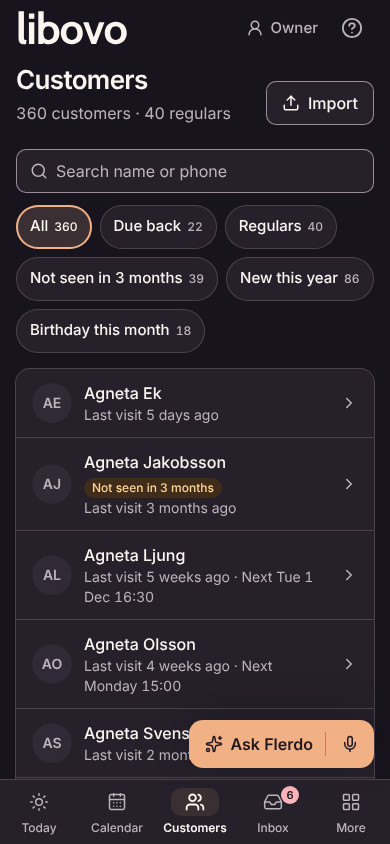 libovo
Owner
Customers
360 customers · 40 regulars
Import
Search name or phone
All 360
Due back 22
Regulars 40
Not seen in 3 months 39
New this year 86
Birthday this month 18
AE
Agneta Ek
Last visit 5 days ago
AJ
Agneta Jakobsson
Not seen in 3 months
Last visit 3 months ago
AL
Agneta Ljung
Last visit 5 weeks ago · Next Tue 1
Dec 16:30
AO
Agneta Olsson
Last visit 4 weeks ago · Next
Monday 15:00
AS
Agneta Svens
Last visit 2 mon
Ask Flerdo
Today
Calendar
Customers
6
Inbox
More